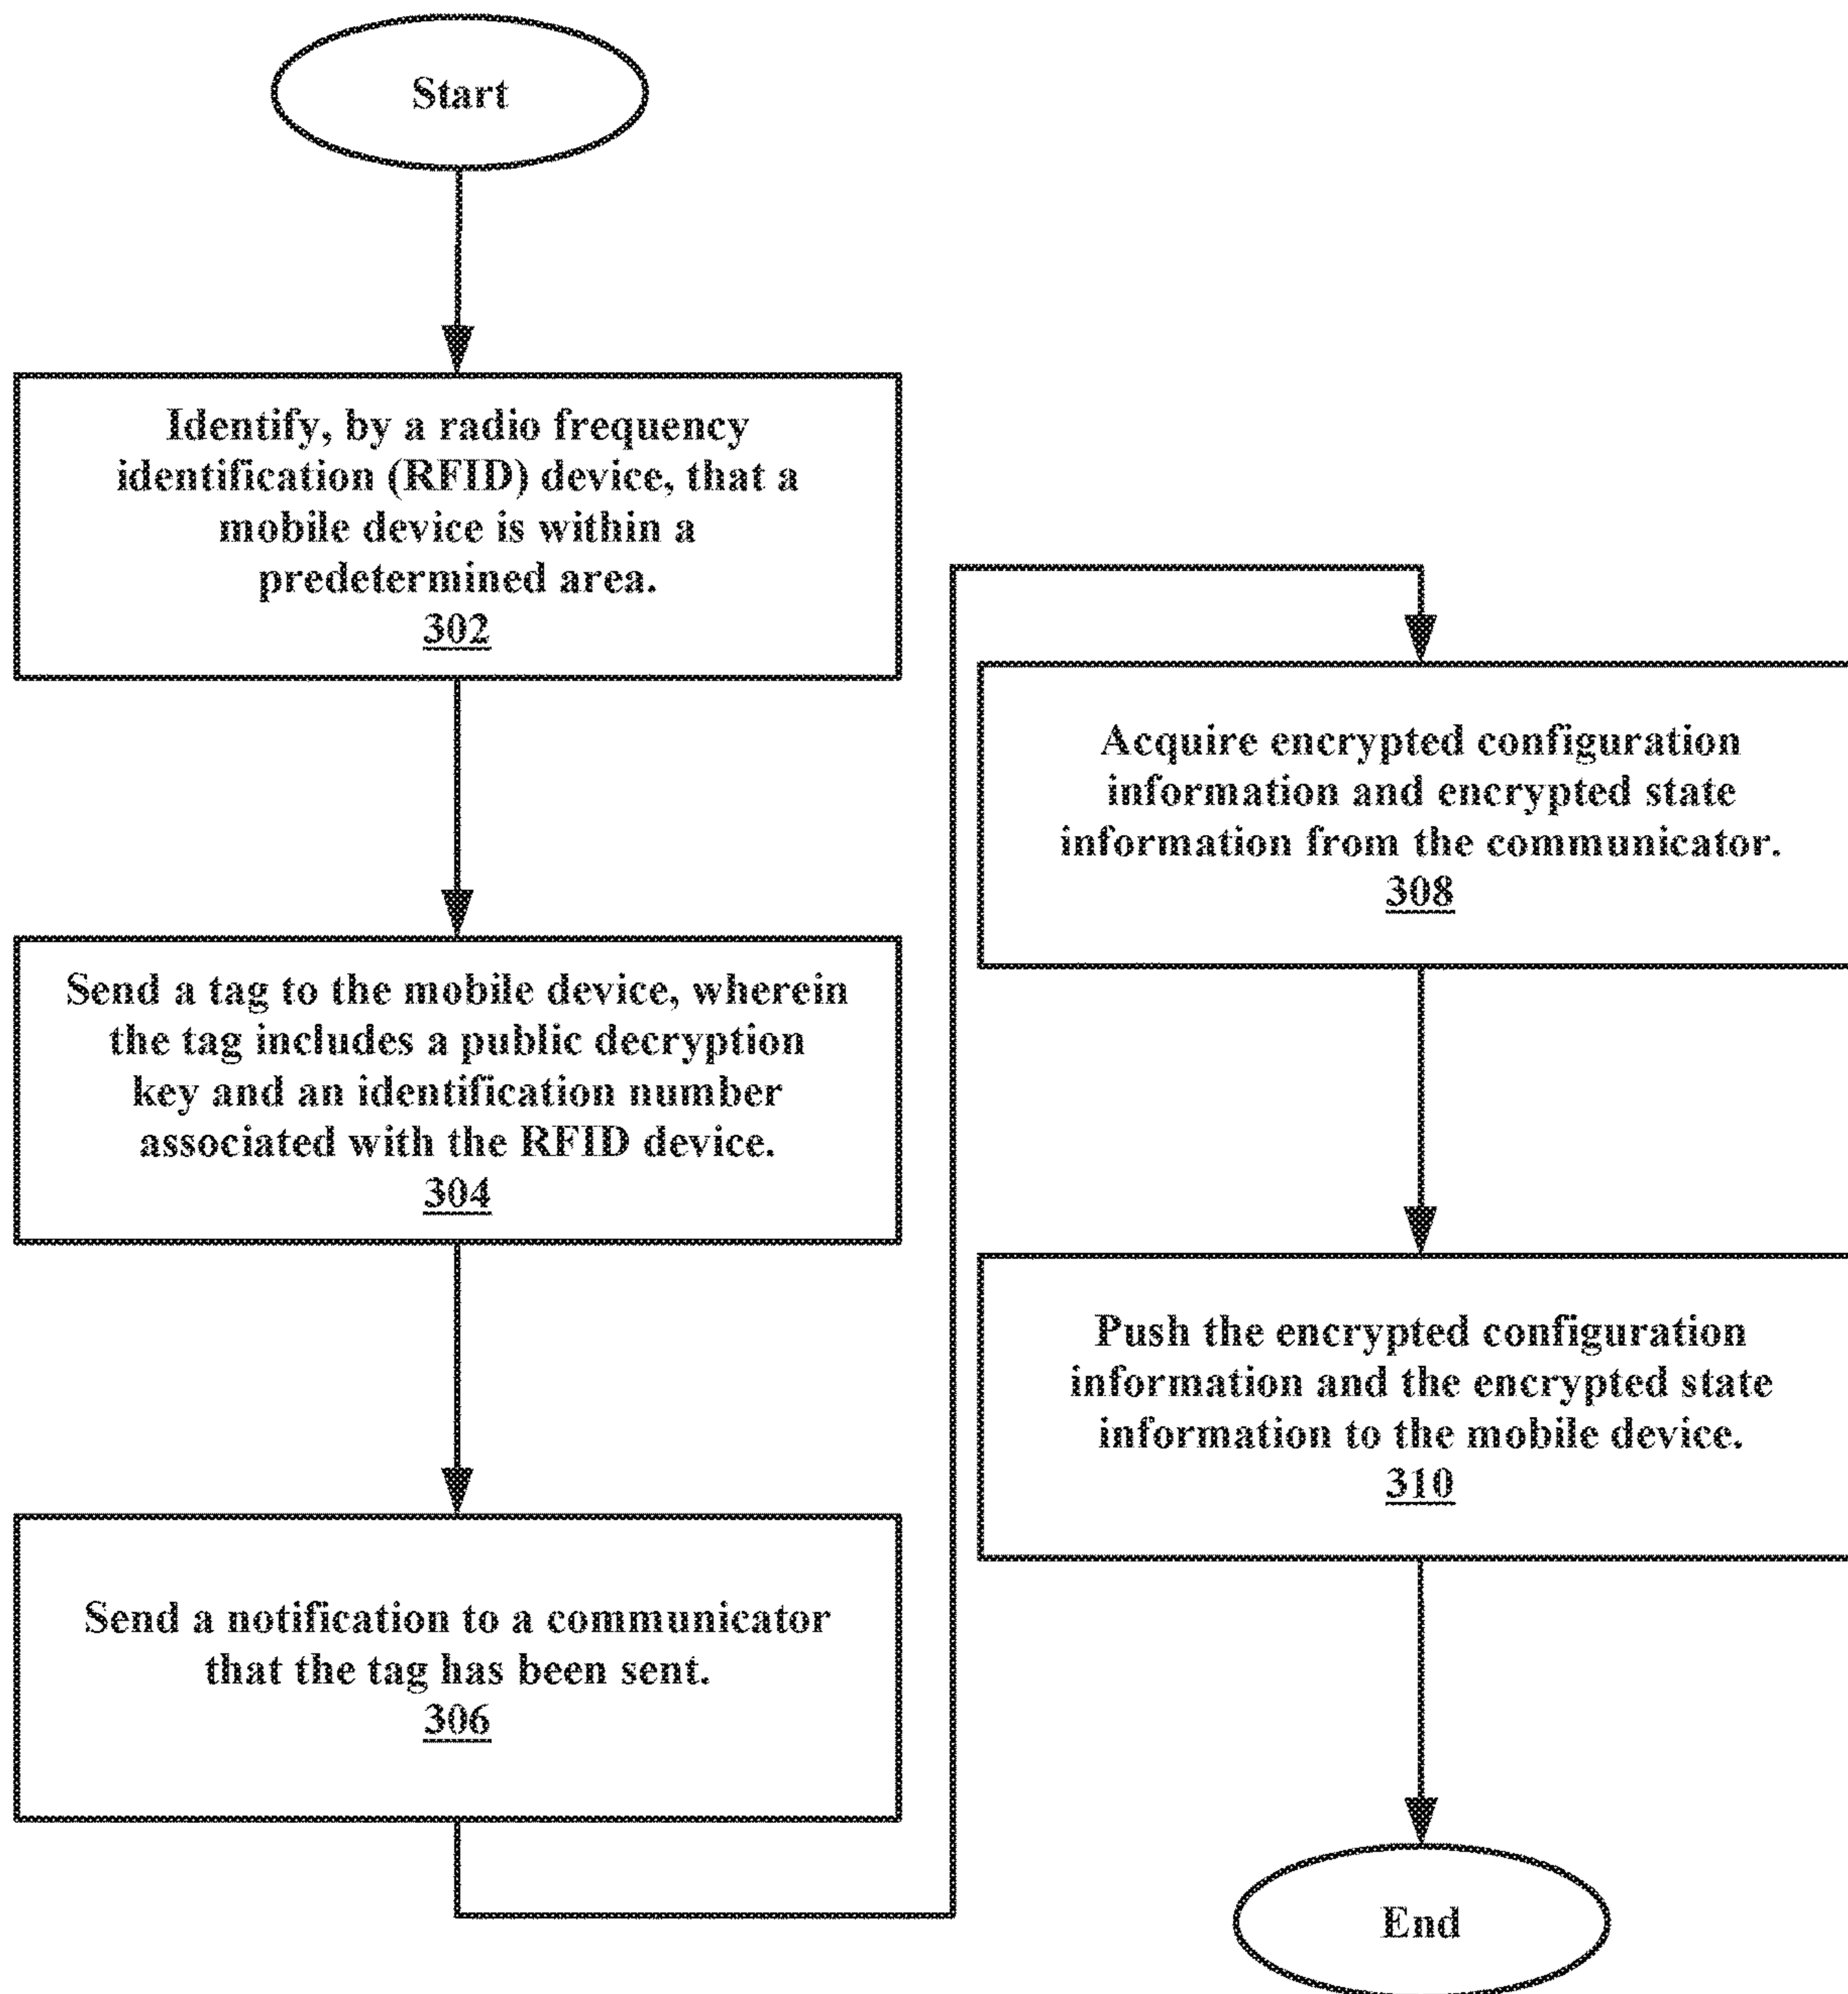 Start
Identify, by a radio frequency
identification (RFID) device, that a
mobile device is within a
predetermined area.
302
Send a tag to the mobile device, wherein
the tag includes a public decryption
key and an identification number
associated with the RFID device.
304
Send a notification to a communicator
that the tag has been sent.
306
Acquire encrypted configuration
information and encrypted state
information from the communicator.
308
Push the encrypted configuration
information and the encrypted state
information to the mobile device.
310
End